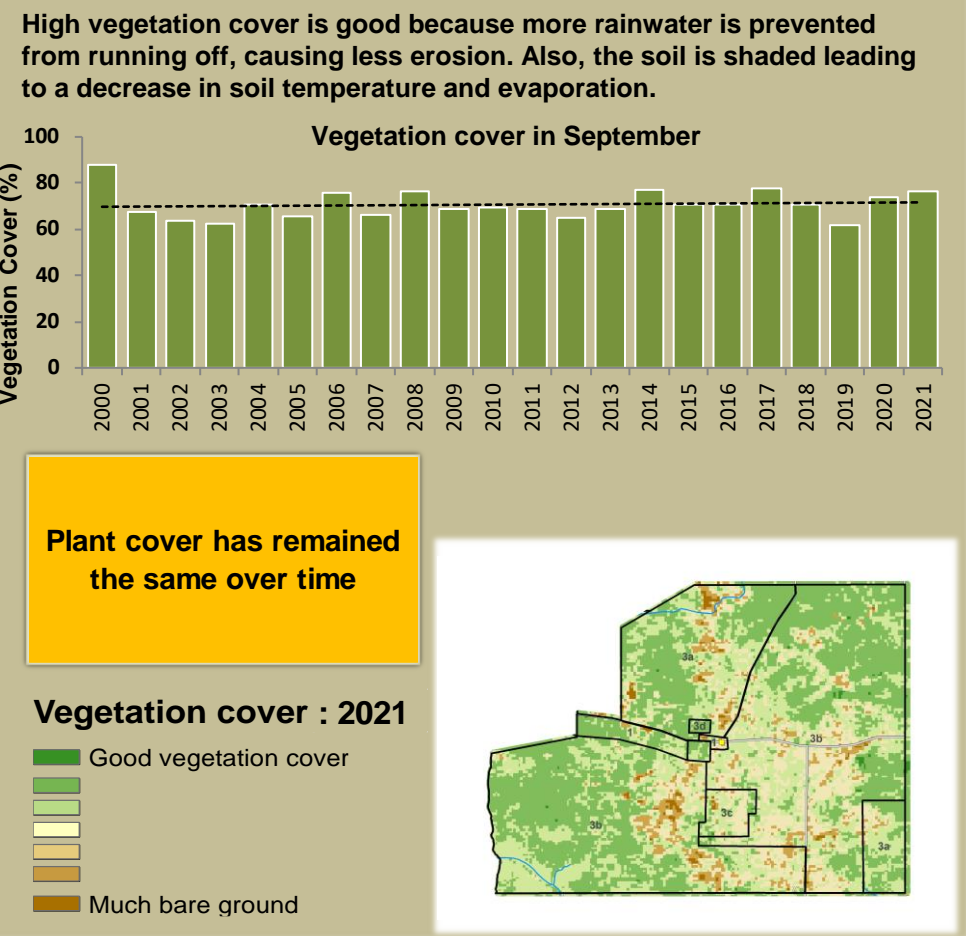 High vegetation cover is good because more rainwater is prevented
from running off, causing less erosion. Also, the soil is shaded leading
to a decrease in soil temperature and evaporation.
Vegetation cover in September
Vegetation Cover (%)
100
80
60
40
20
0
2000 2001 2002 2003 2004 2005 2006 2007 2008 2009 2010 2011 2012 2013 2014 2015 2016 2017 2018 2019 2020 2021
Plant cover has remained
the same over time
Vegetation cover : 2021
Good vegetation cover
Much bare ground
3a
3d
1
3b
3c
3b
3a